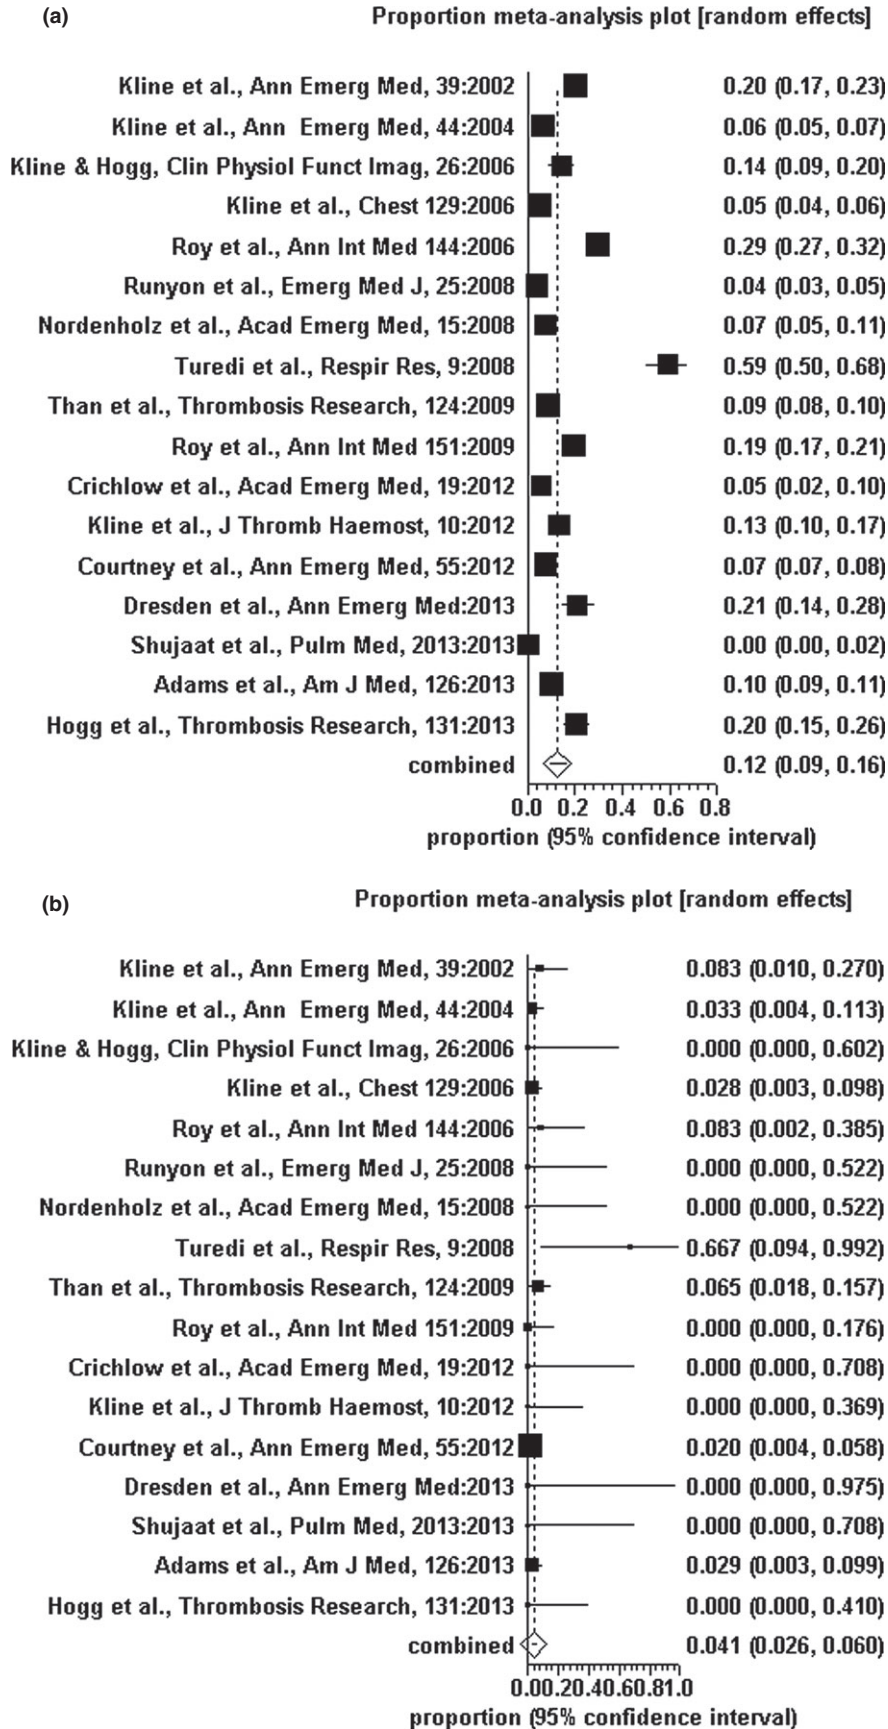 (a) Proportion meta-analysis plot [random effects]
Kline et al., Ann Emerg Med, 39:2002 0.20 (0.17, 0.23)
Kline et al., Ann Emerg Med, 44:2004 0.06 (0.05, 0.07)
Kline & Hogg, Clin Physiol Funct Imag, 26:2006 0.14 (0.09, 0.20)
Kline et al., Chest 129:2006 0.05 (0.04, 0.06)
Roy et al., Ann Int Med 144:2006 0.29 (0.27, 0.32)
Runyon et al., Emerg Med J, 25:2008 0.04 (0.03, 0.05)
Nordenholz et al., Acad Emerg Med, 15:2008 0.07 (0.05, 0.11)
Turedi et al., Respir Res, 9:2008 0.59 (0.50, 0.68)
Than et al., Thrombosis Research, 124:2009 0.09 (0.08, 0.10)
Roy et al., Ann Int Med 151:2009 0.19 (0.17, 0.21)
Crichlow et al., Acad Emerg Med, 19:2012 0.05 (0.02, 0.10)
Kline et al., J Thromb Haemost, 10:2012 0.13 (0.10, 0.17)
Courtney et al., Ann Emerg Med, 55:2012 0.07 (0.07, 0.08)
Dresden et al., Ann Emerg Med:2013 0.21 (0.14, 0.28)
Shujaat et al., Pulm Med, 2013:2013 0.00 (0.00, 0.02)
Adams et al., Am J Med, 126:2013 0.10 (0.09, 0.11)
Hogg et al., Thrombosis Research, 131:2013 0.20 (0.15, 0.26)
combined 0.12 (0.09, 0.16)
0.0 0.2 0.4 0.6 0.8
proportion (95% confidence interval)
(b) Proportion meta-analysis plot [random effects]
Kline et al., Ann Emerg Med, 39:2002 0.083 (0.010, 0.270)
Kline et al., Ann Emerg Med, 44:2004 0.033 (0.004, 0.113)
Kline & Hogg, Clin Physiol Funct Imag, 26:2006 0.000 (0.000, 0.602)
Kline et al., Chest 129:2006 0.028 (0.003, 0.098)
Roy et al., Ann Int Med 144:2006 0.083 (0.002, 0.385)
Runyon et al., Emerg Med J, 25:2008 0.000 (0.000, 0.522)
Nordenholz et al., Acad Emerg Med, 15:2008 0.000 (0.000, 0.522)
Turedi et al., Respir Res, 9:2008 0.667 (0.094, 0.992)
Than et al., Thrombosis Research, 124:2009 0.065 (0.018, 0.157)
Roy et al., Ann Int Med 151:2009 0.000 (0.000, 0.176)
Crichlow et al., Acad Emerg Med, 19:2012 0.000 (0.000, 0.708)
Kline et al., J Thromb Haemost, 10:2012 0.000 (0.000, 0.369)
Courtney et al., Ann Emerg Med, 55:2012 0.020 (0.004, 0.058)
Dresden et al., Ann Emerg Med:2013 0.000 (0.000, 0.975)
Shujaat et al., Pulm Med, 2013:2013 0.000 (0.000, 0.708)
Adams et al., Am J Med, 126:2013 0.029 (0.003, 0.099)
Hogg et al., Thrombosis Research, 131:2013 0.000 (0.000, 0.410)
combined 0.041 (0.026, 0.060)
0.00.20.40.60.81.0
proportion (95% confidence interval)